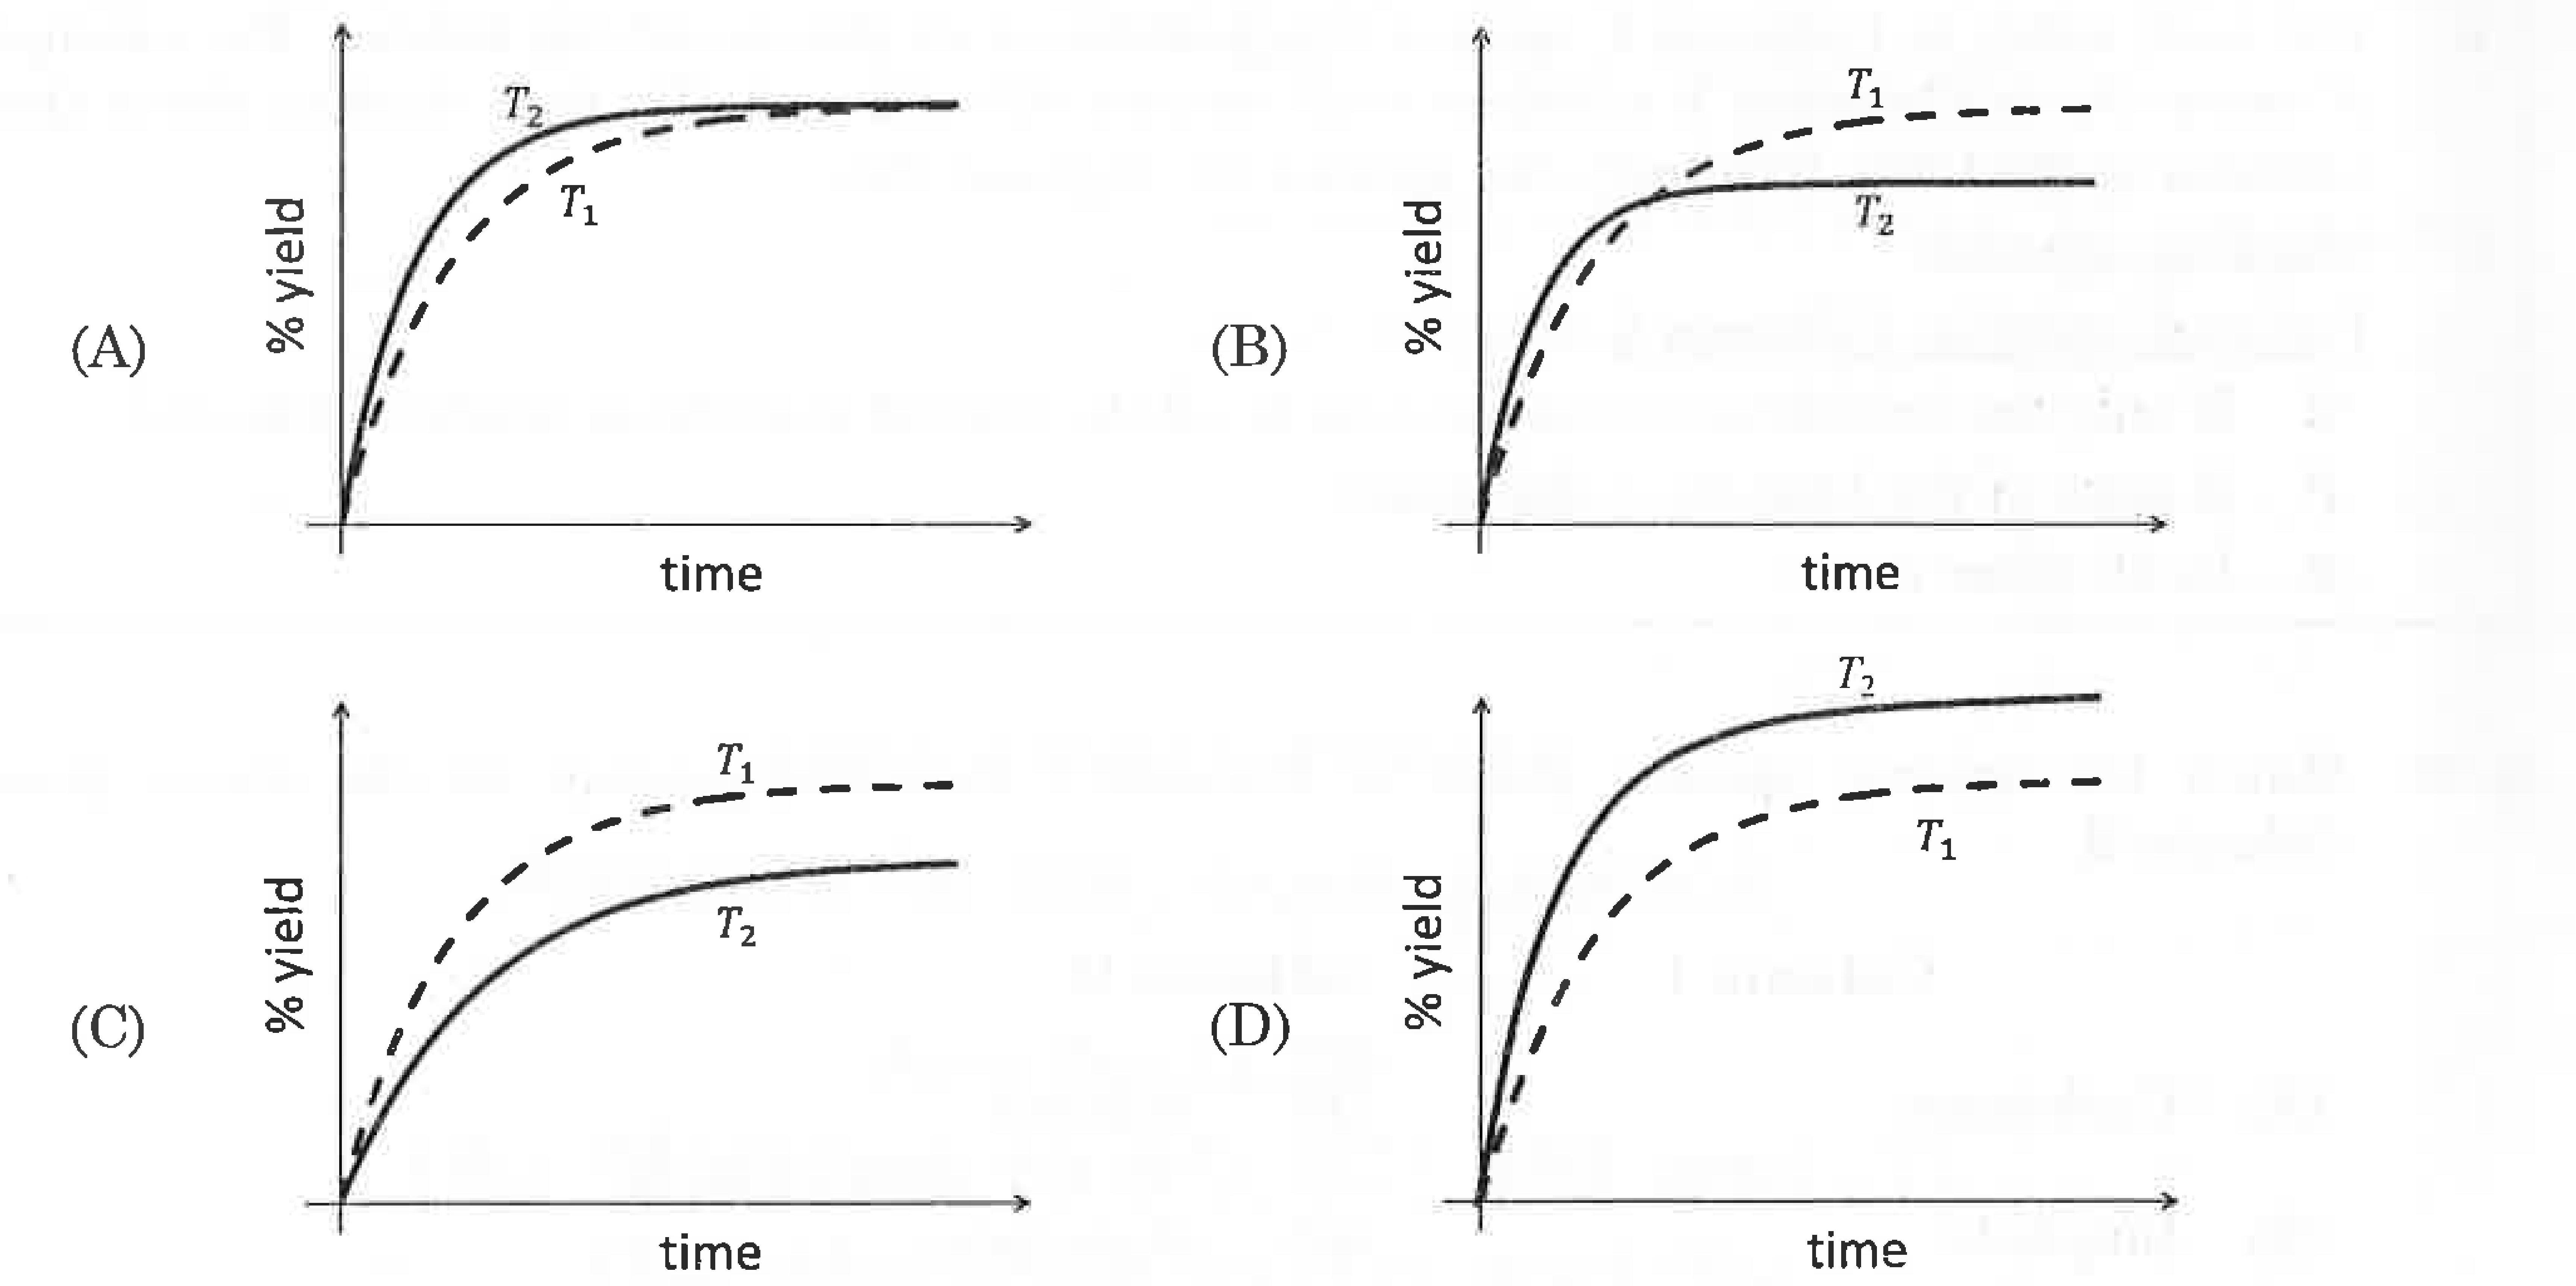 (A)
% yield
T₂
T₁
time
(B)
% yield
T₁
T₂
time
(C)
% yield
T₁
T₂
time
(D)
% yield
T₂
T₁
time